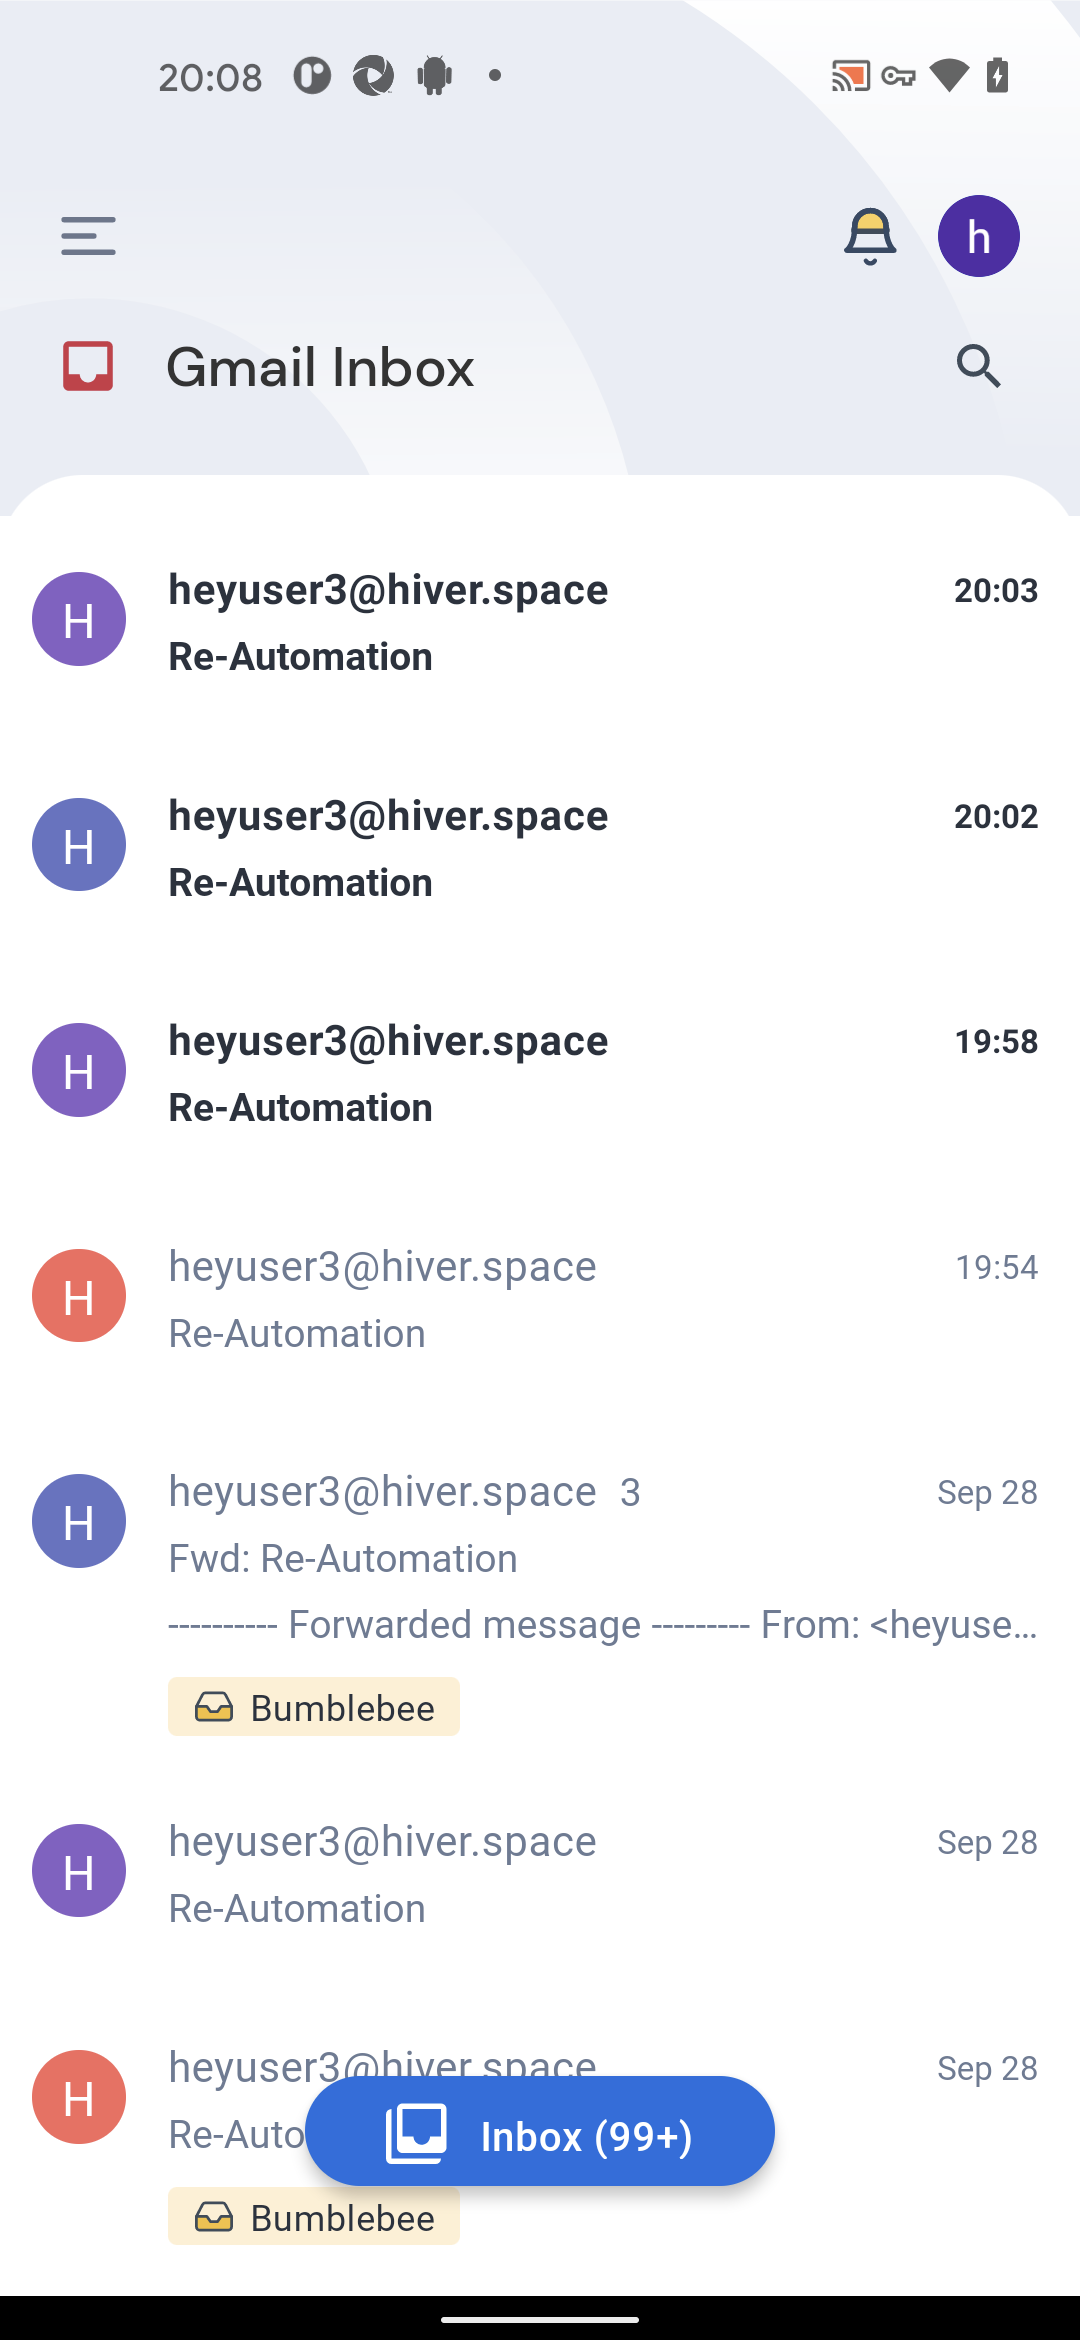 20:08
h
Gmail Inbox
H
heyuser3@hiver.space
20:03
Re-Automation
H
heyuser3@hiver.space
20:02
Re-Automation
H
heyuser3@hiver.space
19:58
Re-Automation
H
heyuser3@hiver.space
19:54
Re-Automation
H
heyuser3@hiver.space 3
Sep 28
Fwd: Re-Automation
---------- Forwarded message --------- From: <heyuse...
Bumblebee
H
heyuser3@hiver.space
Sep 28
Re-Automation
H
heyuser3@hiver.space
Sep 28
Re-Auto
Inbox (99+)
Bumblebee